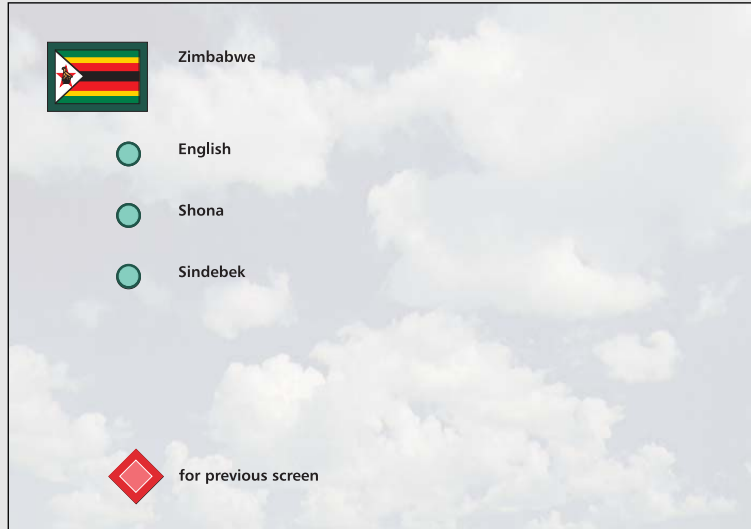 Zimbabwe
English
Shona
Sindebek
for previous screen